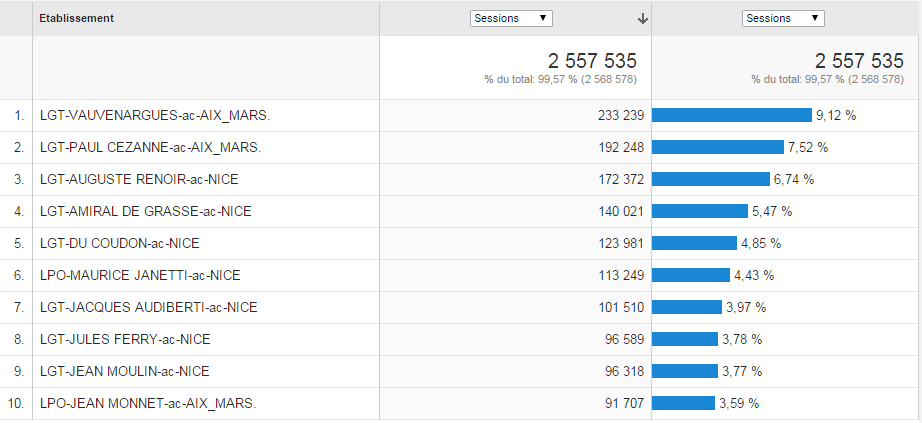 Etablissement Sessions Sessions
2 557 535 2 557 535
% du total: 99,57 % (2 568 578) % du total: 99,57 % (2 568 578)
1. LGT-VAUVENARGUES-ac-AIX_MARS. 233 239 9,12 %
2. LGT-PAUL CEZANNE-ac-AIX_MARS. 192 248 7,52 %
3. LGT-AUGUSTE RENOIR-ac-NICE 172 372 6,74 %
4. LGT-AMIRAL DE GRASSE-ac-NICE 140 021 5,47 %
5. LGT-DU COUDON-ac-NICE 123 981 4,85 %
6. LPO-MAURICE JANETTI-ac-NICE 113 249 4,43 %
7. LGT-JACQUES AUDIBERTI-ac-NICE 101 510 3,97 %
8. LGT-JULES FERRY-ac-NICE 96 589 3,78 %
9. LGT-JEAN MOULIN-ac-NICE 96 318 3,77 %
10. LPO-JEAN MONNET-ac-AIX_MARS. 91 707 3,59 %